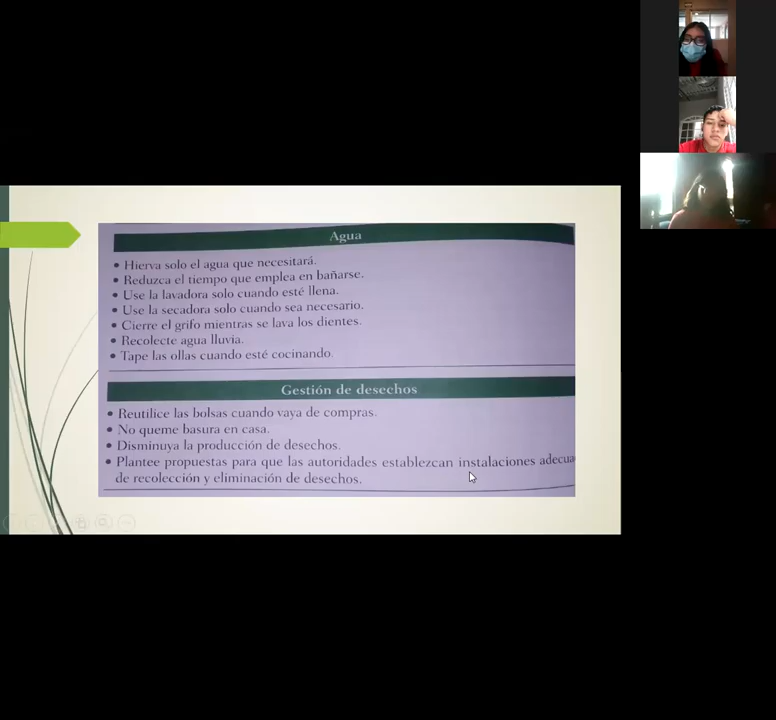 Agua
• Hierva solo el agua que necesitará.
• Reduzca el tiempo que emplea en bañarse.
• Use la lavadora solo cuando esté llena.
• Use la secadora solo cuando sea necesario.
• Cierre el grifo mientras se lava los dientes.
• Recolecte agua lluvia.
• Tape las ollas cuando esté cocinando.
Gestión de desechos
• Reutilice las bolsas cuando vaya de compras.
• No queme basura en casa.
• Disminuya la producción de desechos.
• Plantee propuestas para que las autoridades establezcan instalaciones adecua
de recolección y eliminación de desechos.